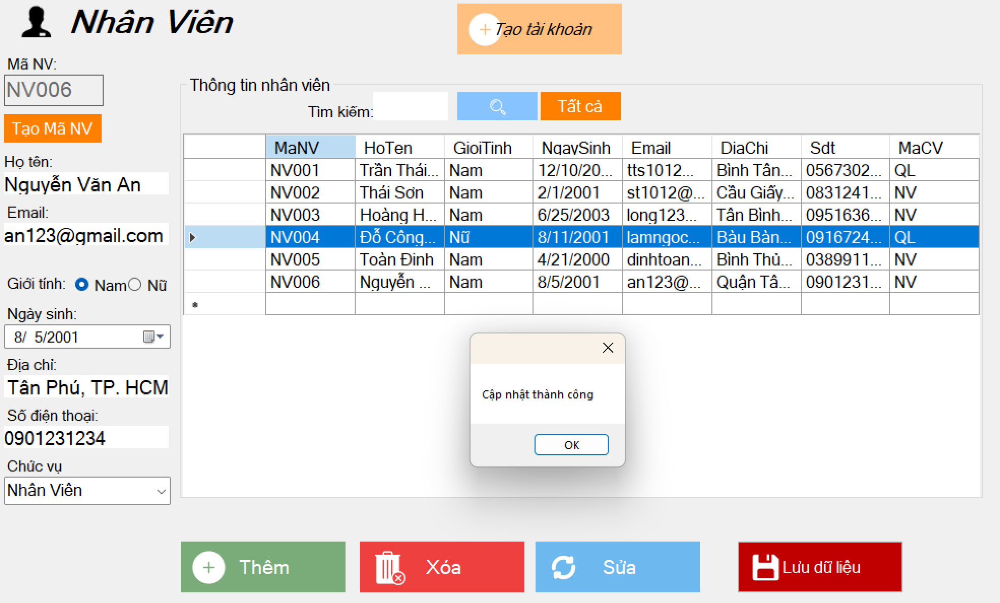 Nhân Viên
Tạo tài khoản
Mã NV:
NV006
Tạo Mã NV
Họ tên:
Nguyễn Văn An
Email:
an123@gmail.com
Giới tính: Nam Nữ
Ngày sinh:
8/ 5/2001
Địa chỉ:
Tân Phú, TP. HCM
Số điện thoại:
0901231234
Chức vụ
Nhân Viên
Thông tin nhân viên
Tìm kiếm:
Tất cả
MaNV HoTen GioiTinh NgaySinh Email DiaChi Sdt MaCV
NV001 Trần Thái... Nam 12/10/20... tts1012... Bình Tân... 0567302... QL
NV002 Thái Sơn Nam 2/1/2001 st1012@... Cầu Giấy... 0831241... NV
NV003 Hoàng H... Nam 6/25/2003 long123... Tân Bình... 0951636... NV
NV004 Đỗ Công... Nữ 8/11/2001 lamngoc... Bàu Bàn... 0916724... QL
NV005 Toàn Đinh Nam 4/21/2000 dinhtoan... Bình Thủ... 0389911... NV
NV006 Nguyễn ... Nam 8/5/2001 an123@... Quận Tâ... 0901231... NV
Cập nhật thành công
OK
Thêm
Xóa
Sửa
Lưu dữ liệu